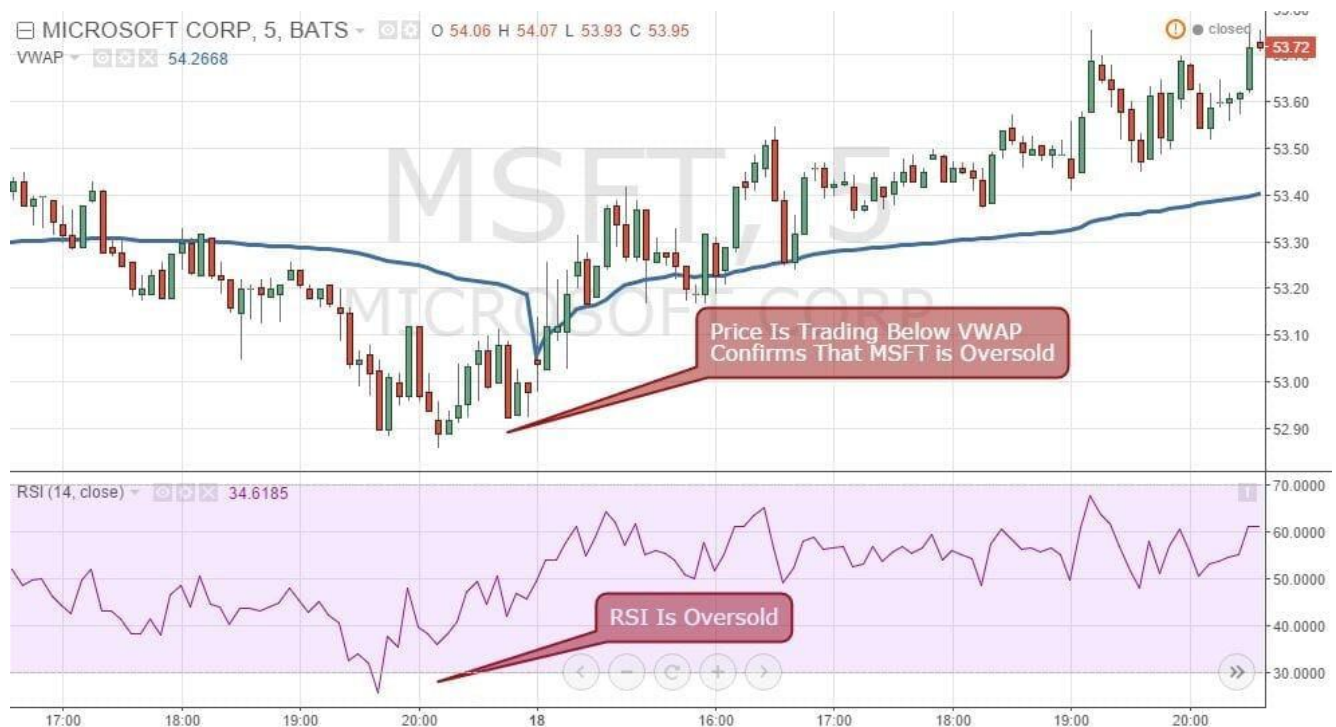 MICROSOFT CORP, 5, BATS O 54.06 H 54.07 L 53.93 C 53.95
closed
VWAP 54.2668
53.72
53.60
53.50
53.40
53.30
53.20
53.10
53.00
52.90
MSFT, 5
MICROSOFT CORP
Price Is Trading Below VWAP
Confirms That MSFT is Oversold
RSI (14, close) 34.6185
70.0000
60.0000
50.0000
40.0000
30.0000
RSI Is Oversold
17:00 18:00 19:00 20:00 18 16:00 17:00 18:00 19:00 20:00